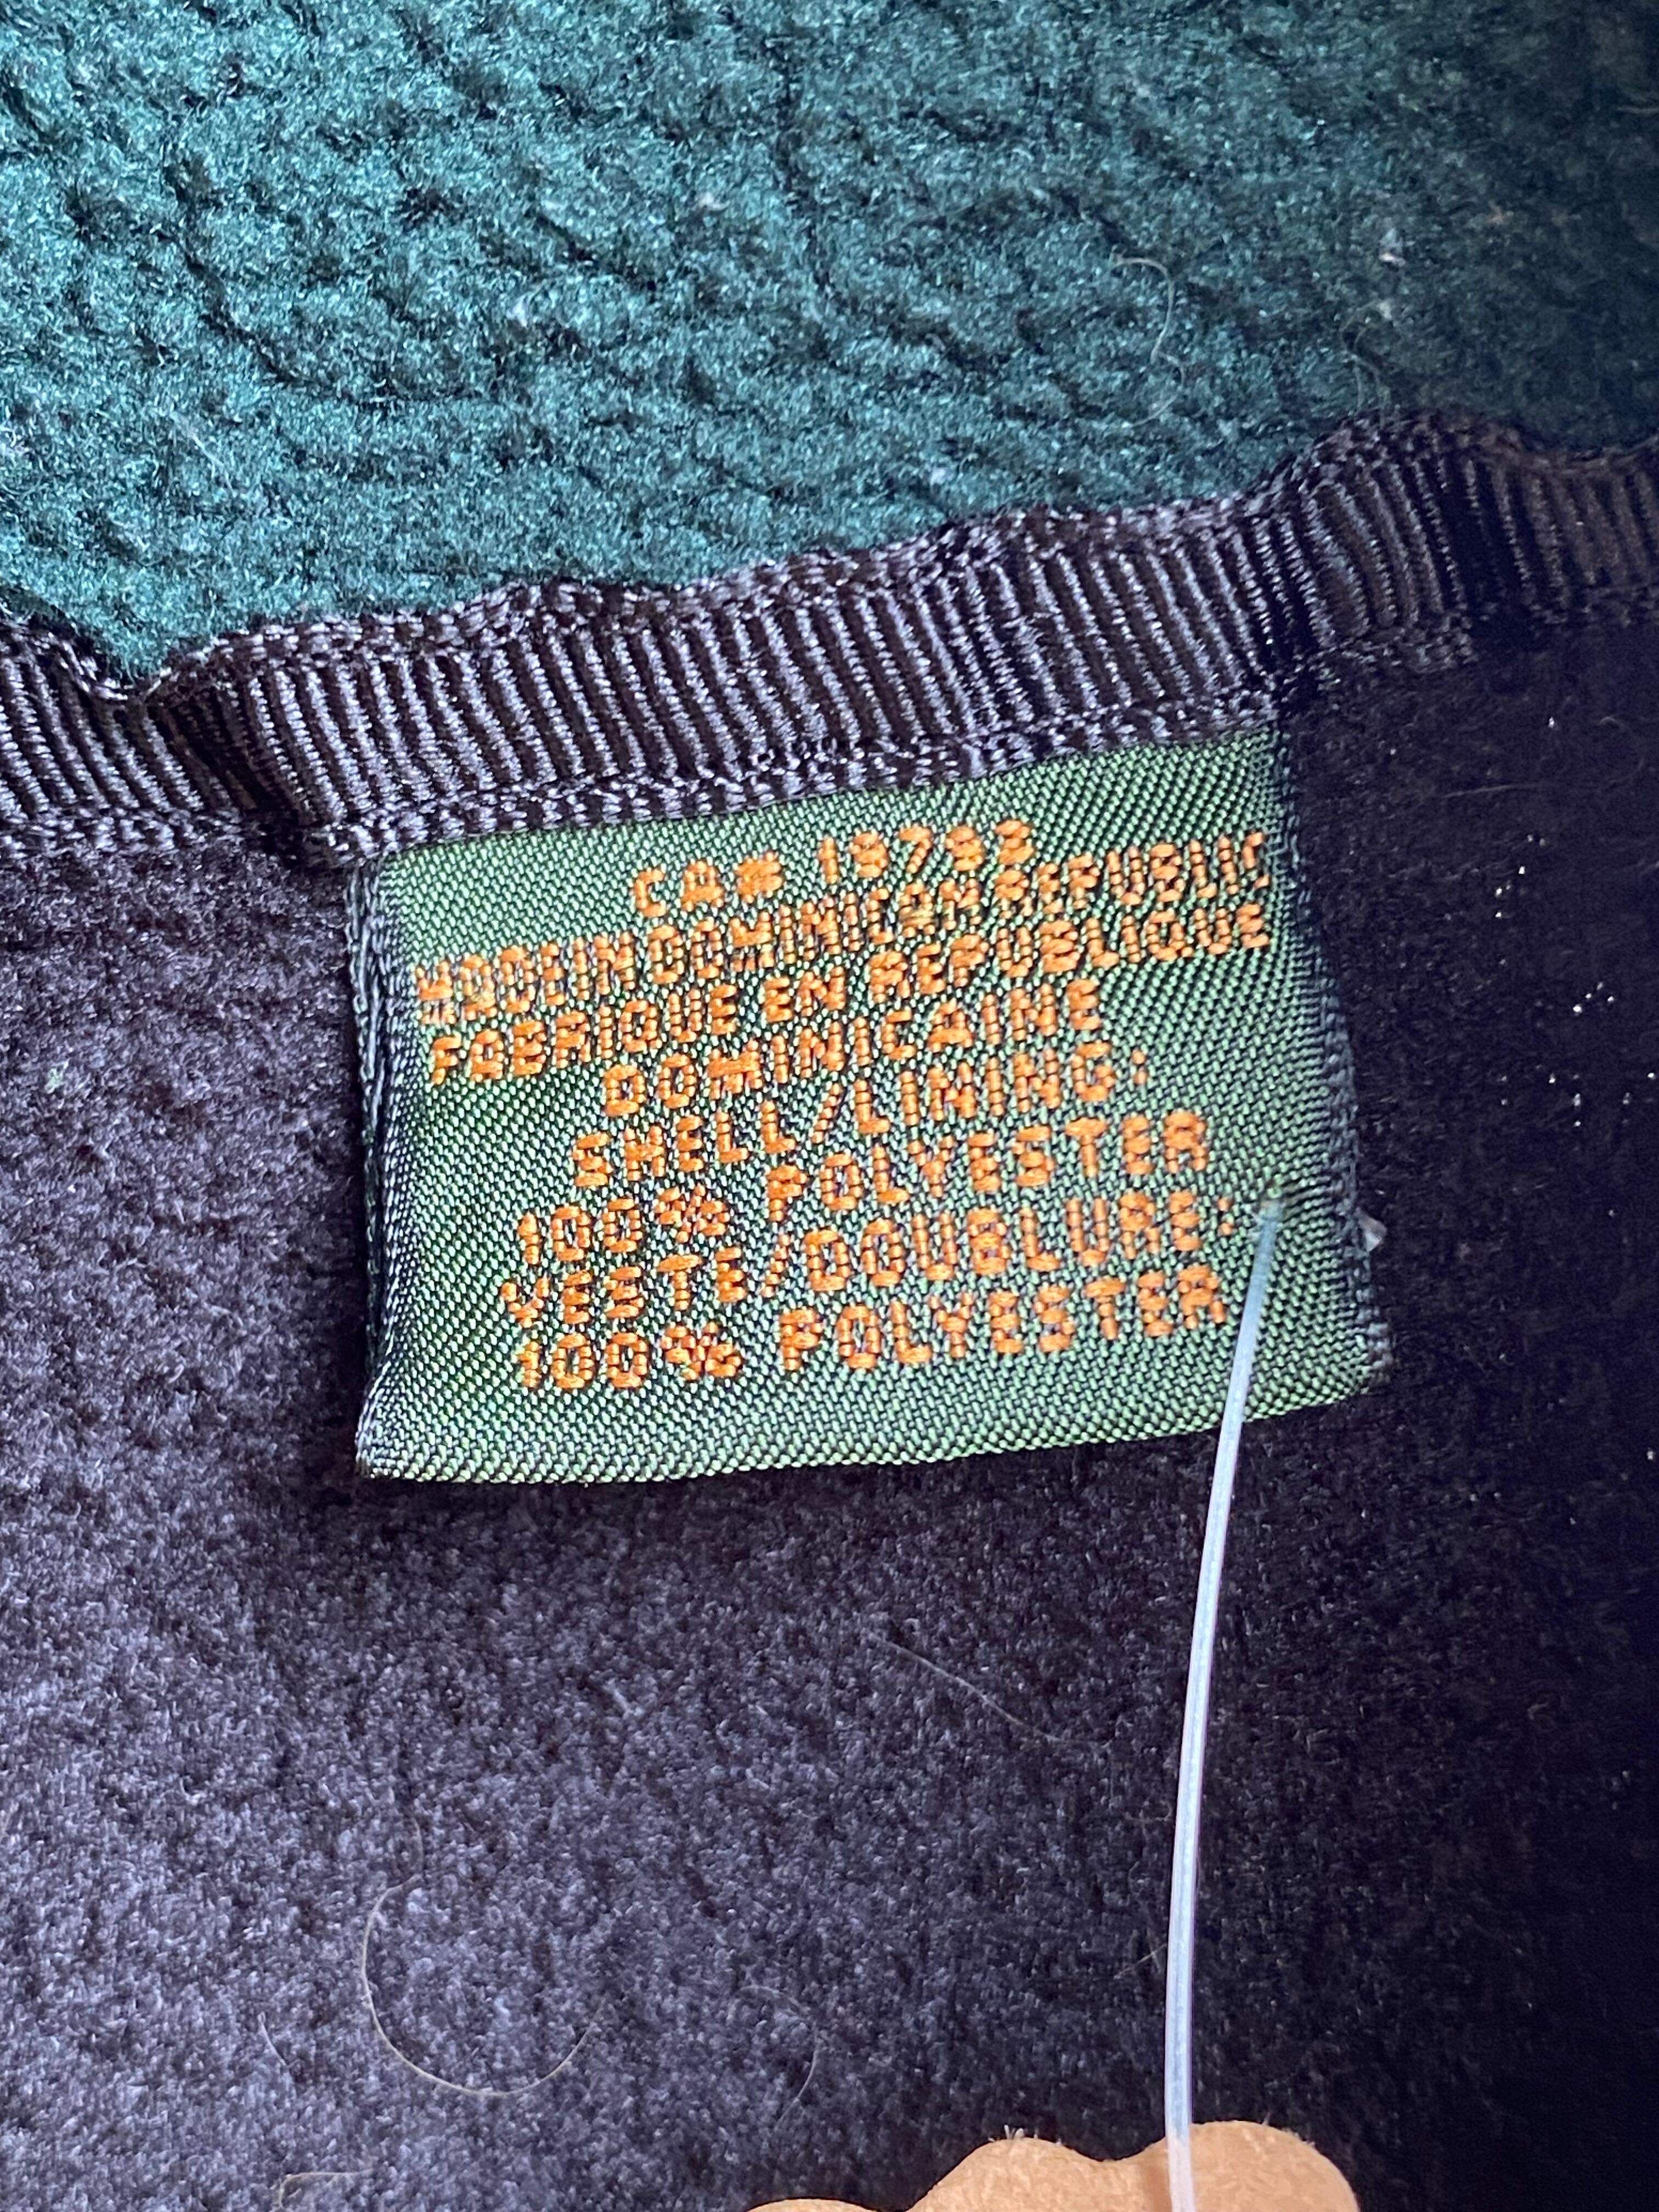 CA# 19793
MADE IN DOMINICAN REPUBLIC
FABRIQUE EN REPUBLIQUE
DOMINICAINE
SHELL/LINING:
100% POLYESTER
VESTE/DOUBLURE:
100% POLYESTER